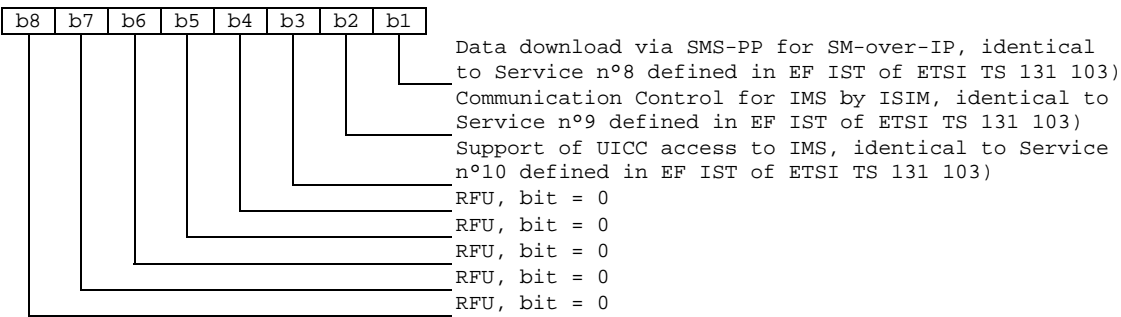 b8 b7 b6 b5 b4 b3 b2 b1
Data download via SMS-PP for SM-over-IP, identical
to Service nº8 defined in EF IST of ETSI TS 131 103)
Communication Control for IMS by ISIM, identical to
Service nº9 defined in EF IST of ETSI TS 131 103)
Support of UICC access to IMS, identical to Service
nº10 defined in EF IST of ETSI TS 131 103)
RFU, bit = 0
RFU, bit = 0
RFU, bit = 0
RFU, bit = 0
RFU, bit = 0